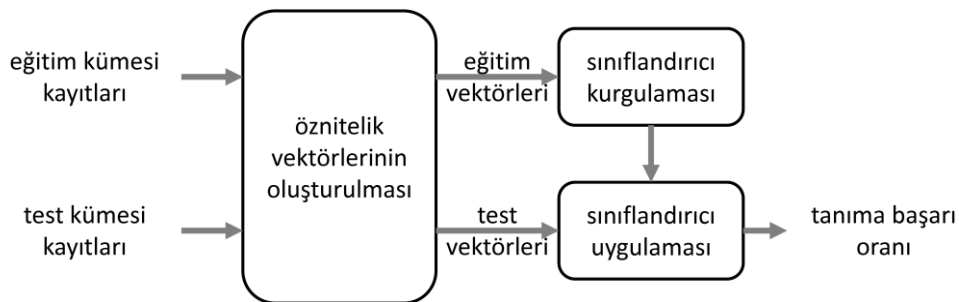 eğitim kümesi
kayıtları
test kümesi
kayıtları
öznitelik
vektörlerinin
oluşturulması
eğitim
vektörleri
test
vektörleri
sınıflandırıcı
kurgulaması
sınıflandırıcı
uygulaması
tanıma başarı
oranı